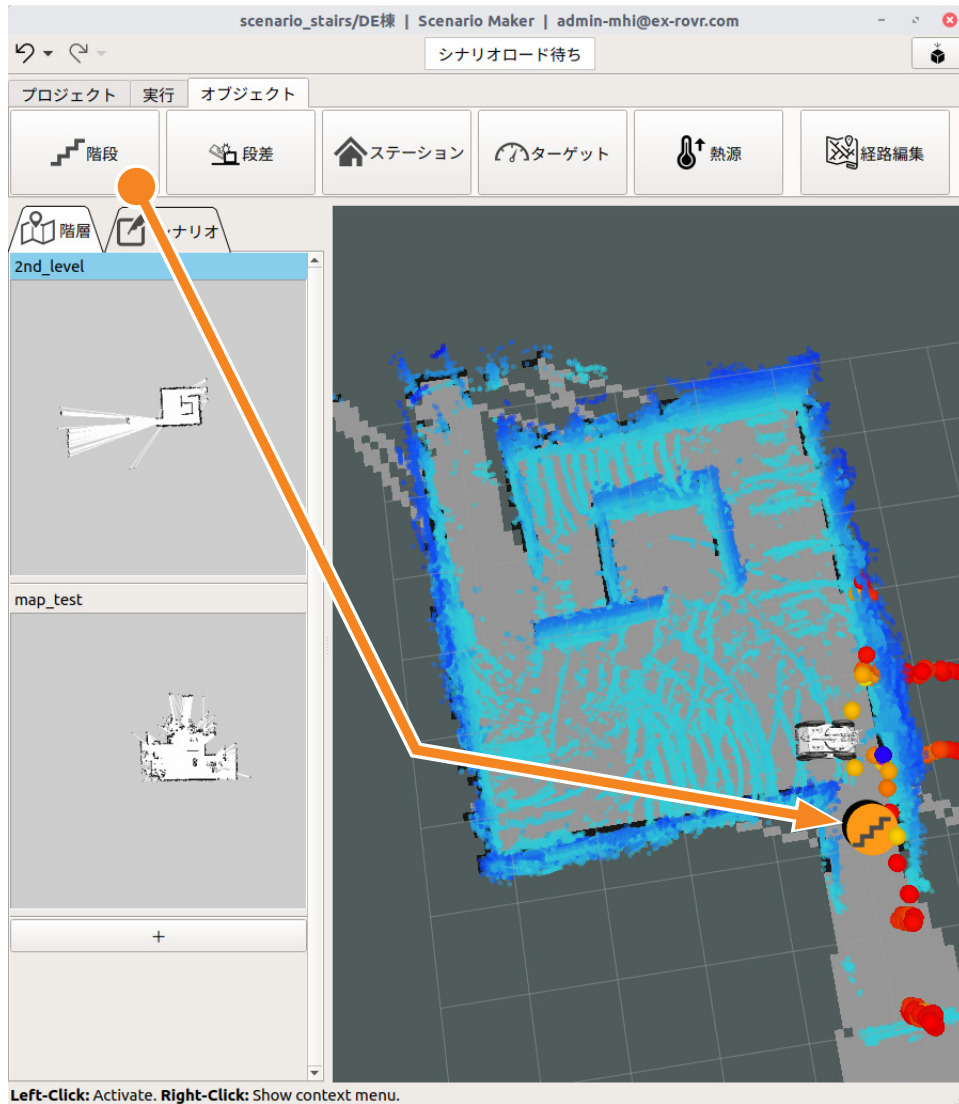 scenario_stairs/DE棟 | Scenario Maker | admin-mhi@ex-rovr.com
シナリオロード待ち
プロジェクト 実行 オブジェクト
階段 段差 ステーション ターゲット 熱源 経路編集
階層 ナリオ
2nd_level
map_test
+
Left-Click: Activate. Right-Click: Show context menu.